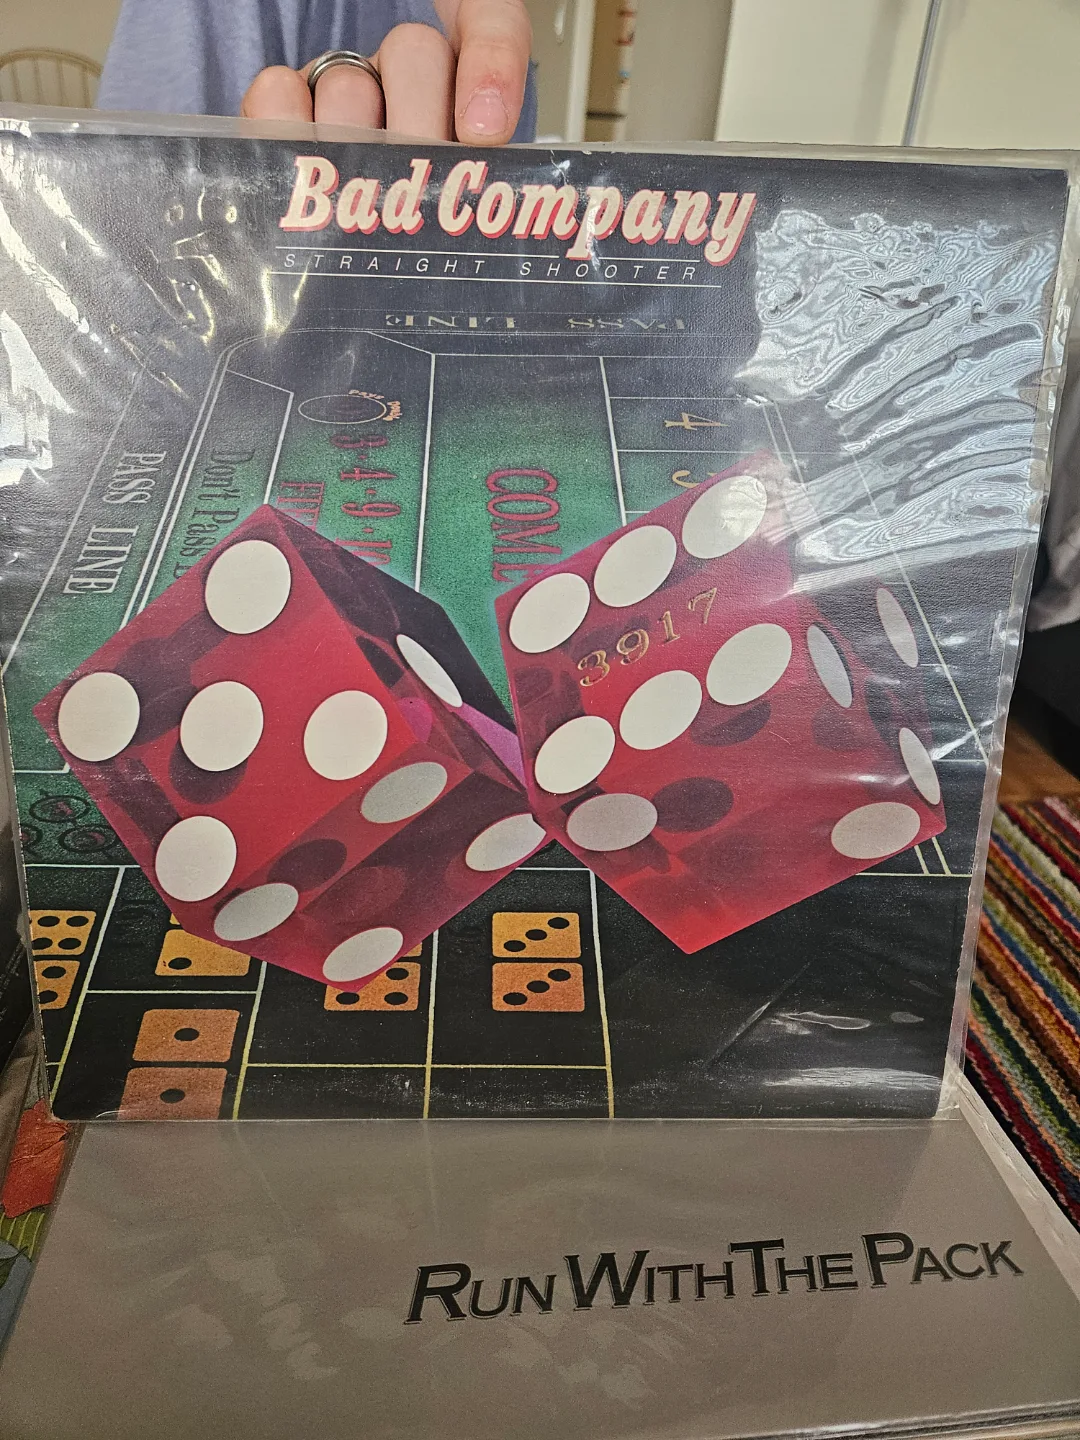 Bad Company
STRAIGHT SHOOTER
PASS LINE
4
Don't Pass
3·4·9·10
COME
PASS LINE
3917
RUN WITH THE PACK